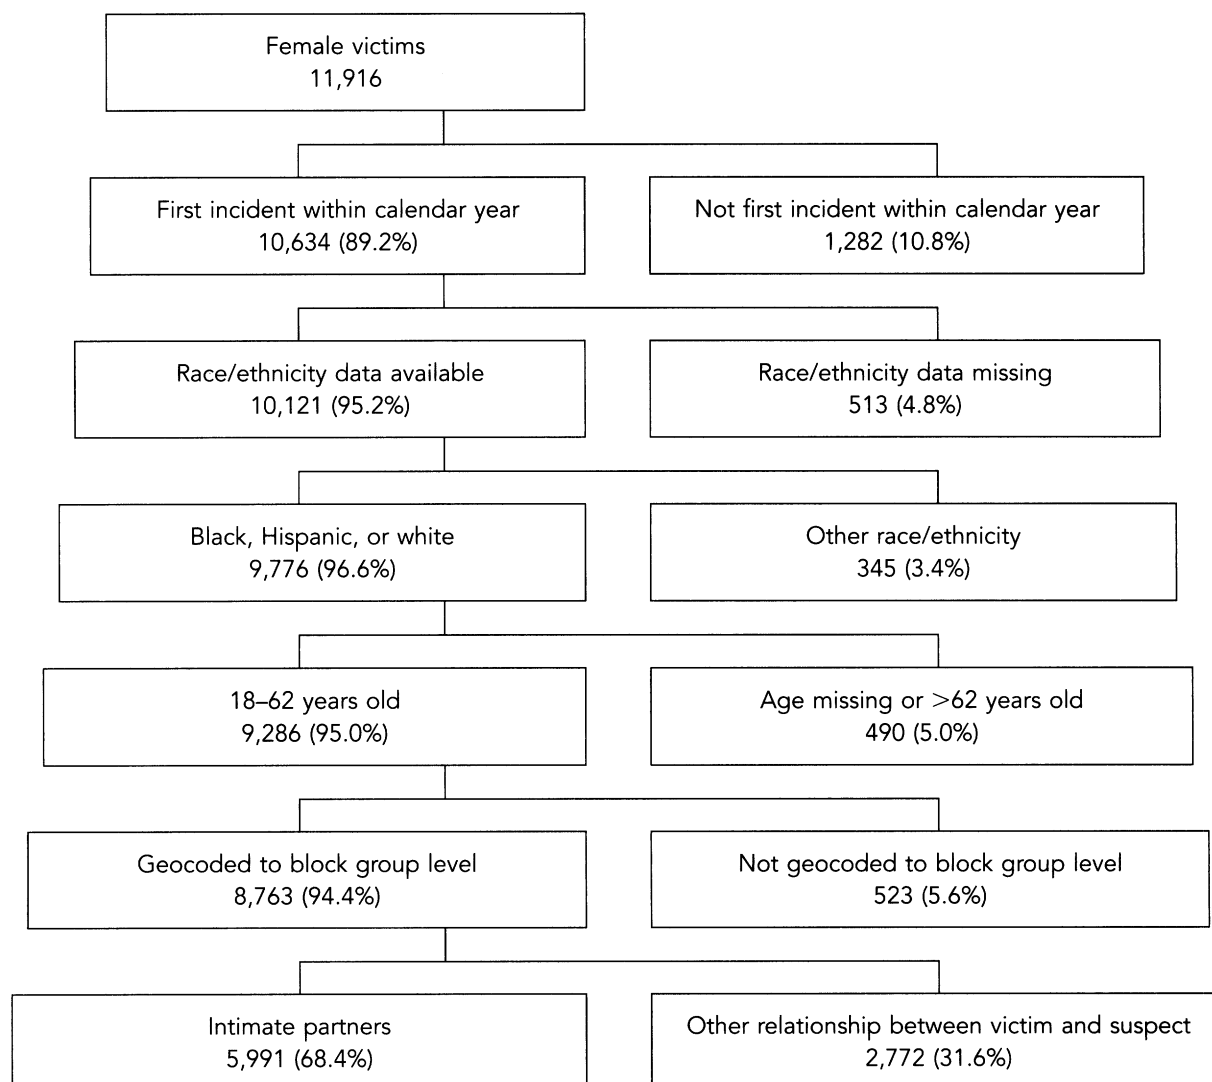 Female victims
11,916
First incident within calendar year
10,634 (89.2%)
Not first incident within calendar year
1,282 (10.8%)
Race/ethnicity data available
10,121 (95.2%)
Race/ethnicity data missing
513 (4.8%)
Black, Hispanic, or white
9,776 (96.6%)
Other race/ethnicity
345 (3.4%)
18–62 years old
9,286 (95.0%)
Age missing or >62 years old
490 (5.0%)
Geocoded to block group level
8,763 (94.4%)
Not geocoded to block group level
523 (5.6%)
Intimate partners
5,991 (68.4%)
Other relationship between victim and suspect
2,772 (31.6%)